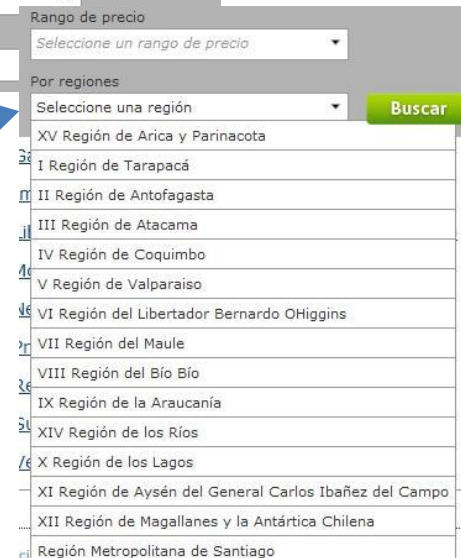 Rango de precio
Seleccione un rango de precio
Por regiones
Seleccione una región
Buscar
XV Región de Arica y Parinacota
I Región de Tarapacá
II Región de Antofagasta
III Región de Atacama
IV Región de Coquimbo
V Región de Valparaiso
VI Región del Libertador Bernardo OHiggins
VII Región del Maule
VIII Región del Bío Bío
IX Región de la Araucanía
XIV Región de los Ríos
X Región de los Lagos
XI Región de Aysén del General Carlos Ibañez del Campo
XII Región de Magallanes y la Antártica Chilena
Región Metropolitana de Santiago